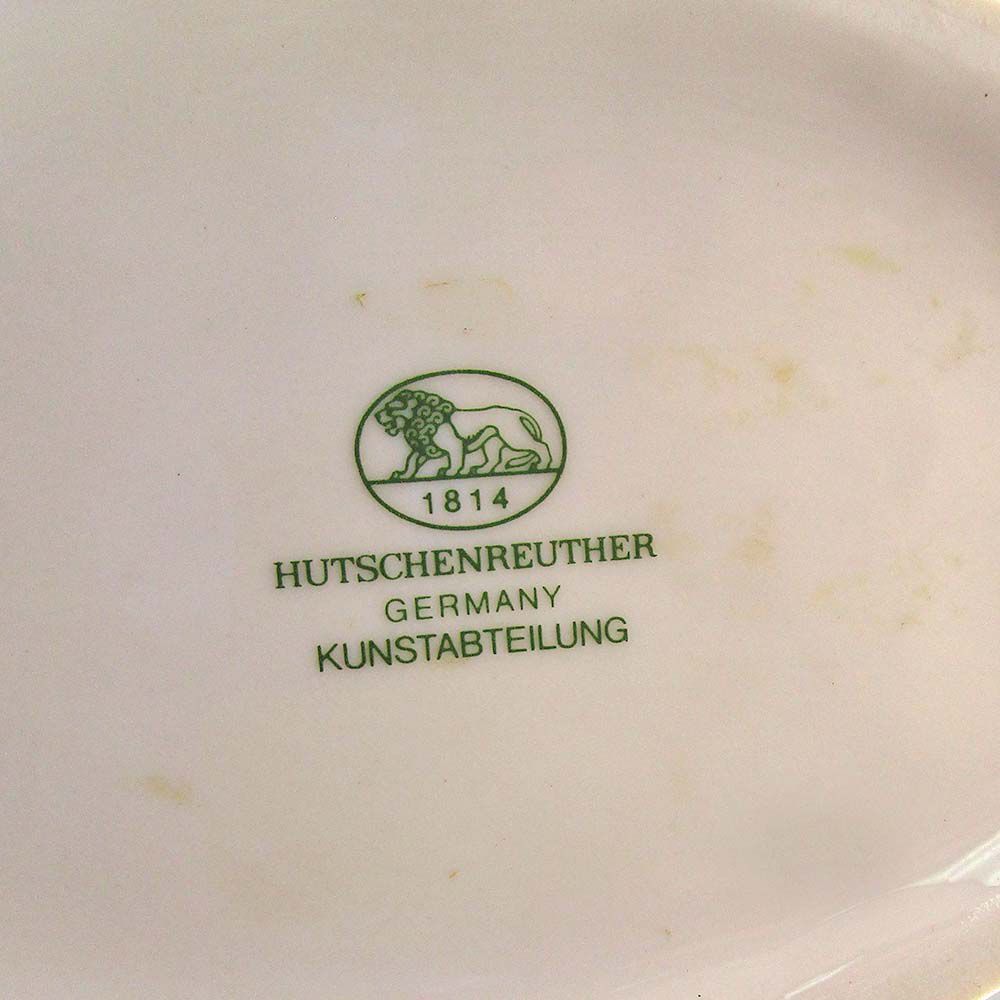 1814
HUTSCHENREUTHER
GERMANY
KUNSTABTEILUNG